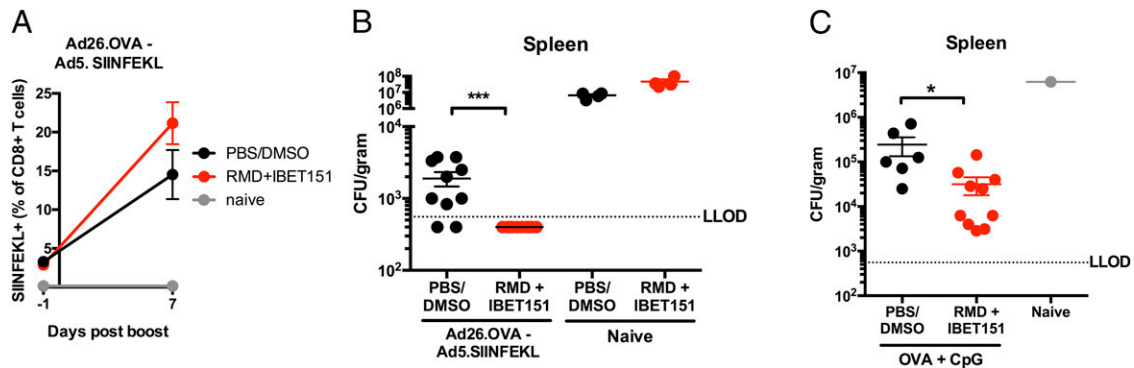 A
Ad26.OVA -
Ad5. SIINFEKL
SIINFEKL+ (% of CD8+ T cells)
25
20
15
10
5
-1
7
Days post boost
PBS/DMSO
RMD+IBET151
naive
B
Spleen
CFU/gram
10⁸
10⁷
10⁴
10³
10²
***
LLOD
PBS/
DMSO
RMD +
IBET151
PBS/
DMSO
RMD +
IBET151
Ad26.OVA -
Ad5.SIINFEKL
Naive
C
Spleen
CFU/gram
10⁷
10⁶
10⁵
10⁴
10³
10²
*
LLOD
PBS/
DMSO
RMD +
IBET151
Naive
OVA + CpG